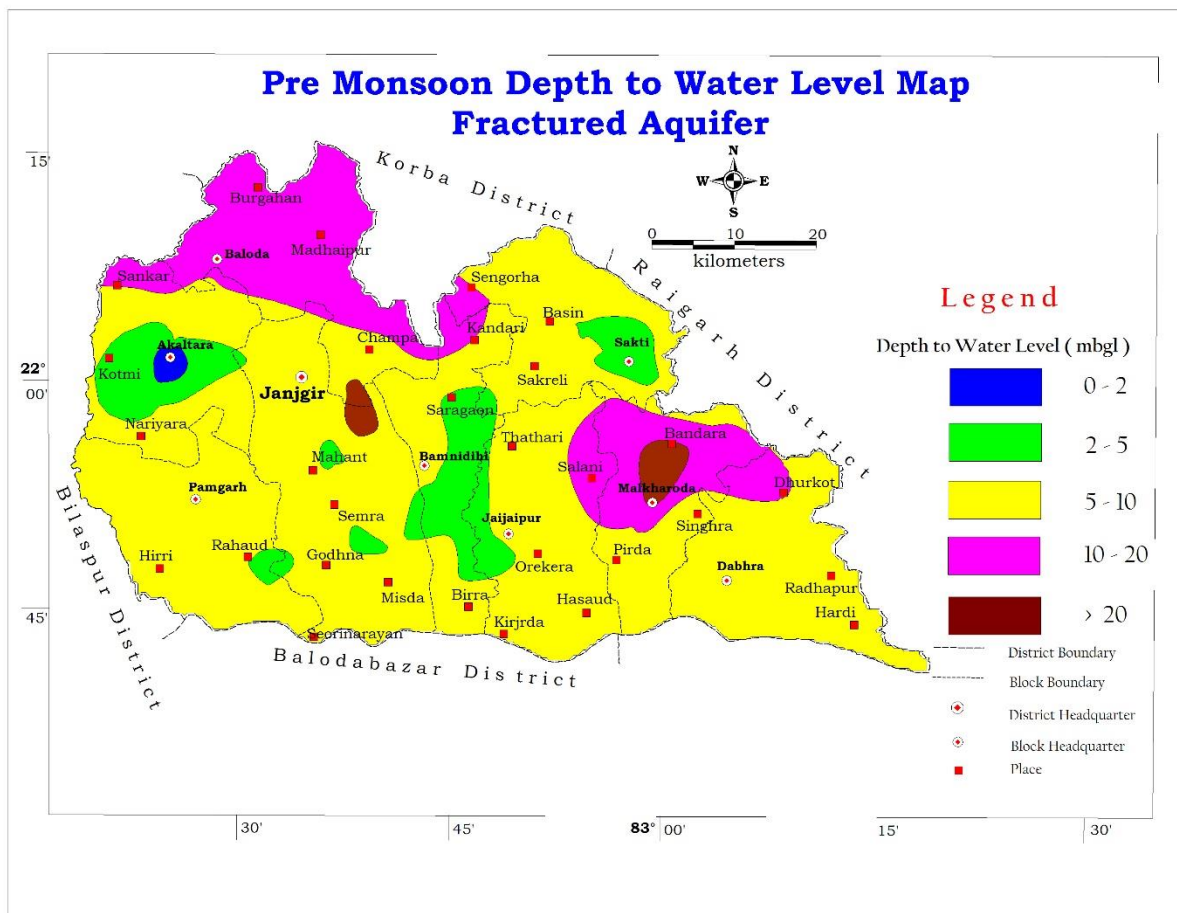 Pre Monsoon Depth to Water Level Map
Fractured Aquifer
15'
Korba District
N
W E
S
Burgahan
Madhaipur
Baloda
0 10 20
kilometers
Sankar
Sengorha
Raigarh District
Legend
Basin
Kandari
Champa
Akaltara
Sakti
Depth to Water Level ( mbgl )
Kotmi
22°
00'
Sakreli
0 - 2
Janjgir
Saragaon
Nariyara
Thathari
Bandara
2 - 5
Mahant
Bamnidihi
Salani
Dhurkot
Pamgarh
Malkharoda
5 - 10
Semra
Jaijaipur
Singhra
Bilaspur District
Rahaud
Godhna
Orekera
Pirda
10 - 20
Hirri
Misda
Dabhra
Radhapur
45'
Birra
Hasaud
Hardi
> 20
Seorinarayan
Kirjrda
Balodabazar District
District Boundary
Block Boundary
District Headquarter
Block Headquarter
Place
30' 45' 83° 00' 15' 30'